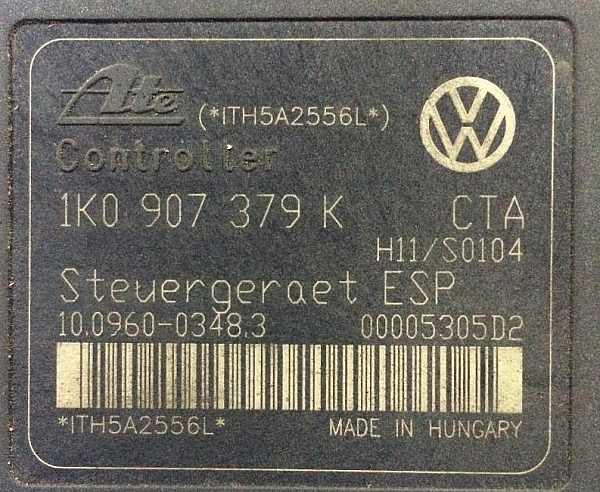 Ate (*ITH5A2556L*)
Controller
1K0 907 379 K CTA
H11/S0104
Steuergeraet ESP
10.0960-0348.3 00005305D2
*ITH5A2556L* MADE IN HUNGARY